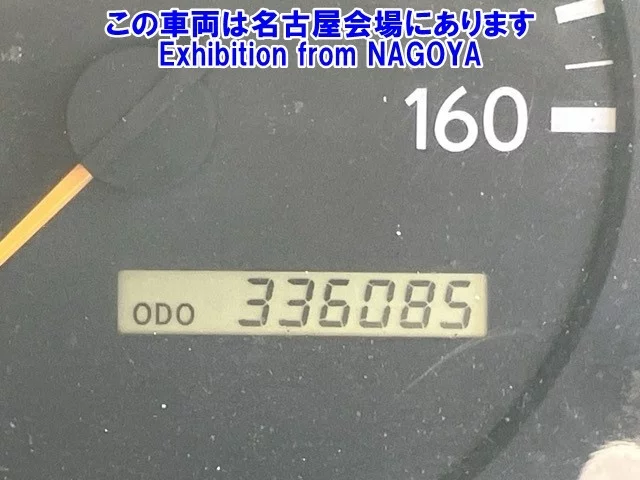 この車両は名古屋会場にあります
Exhibition from NAGOYA
160
ODO 336085